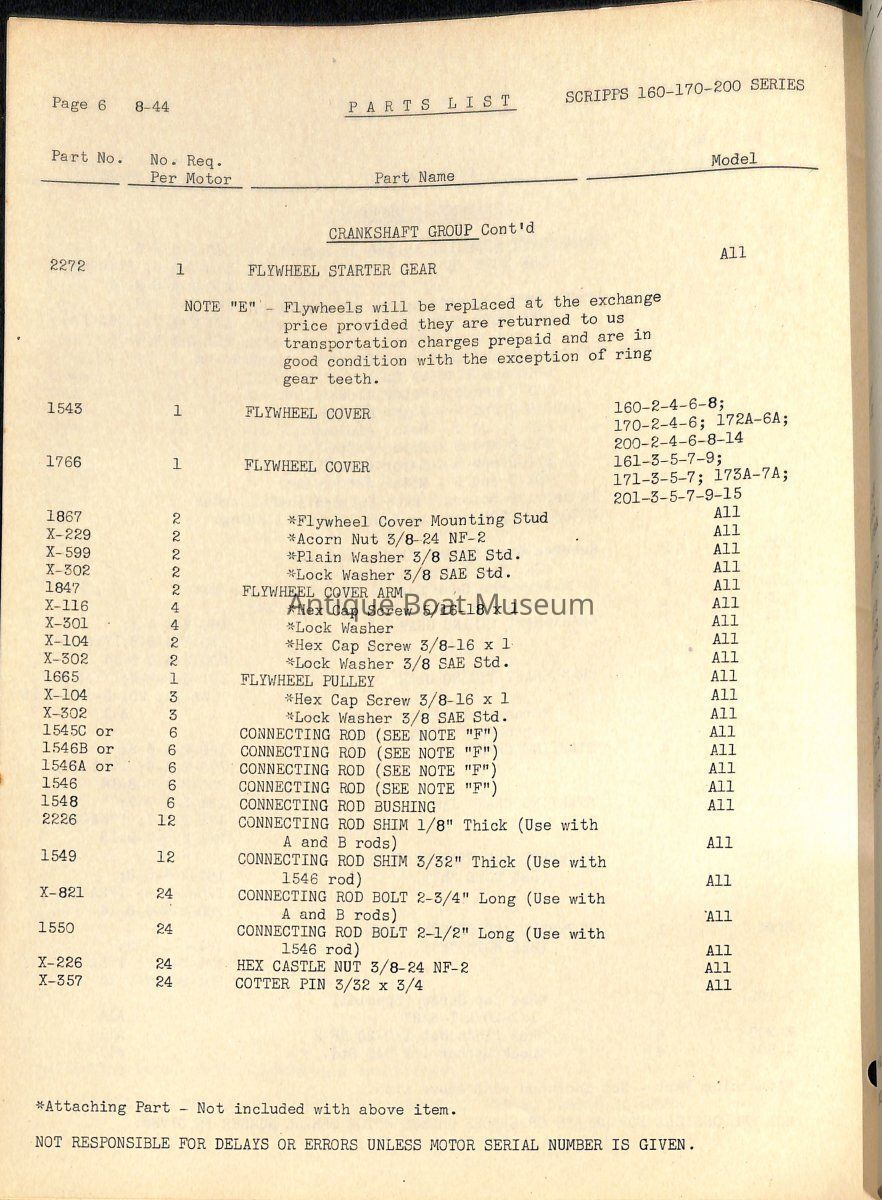 Page 6 8-44 PARTS LIST SCRIPPS 160-170-200 SERIES
Part No. No. Req. Per Motor Part Name Model
CRANKSHAFT GROUP Cont'd
2272 1 FLYWHEEL STARTER GEAR All
NOTE "E" - Flywheels will be replaced at the exchange
price provided they are returned to us
transportation charges prepaid and are in
good condition with the exception of ring
gear teeth.
1543 1 FLYWHEEL COVER 160-2-4-6-8;
170-2-4-6; 172A-6A;
200-2-4-6-8-14
1766 1 FLYWHEEL COVER 161-3-5-7-9;
171-3-5-7; 173A-7A;
201-3-5-7-9-15
1867 2 *Flywheel Cover Mounting Stud All
X-229 2 *Acorn Nut 3/8-24 NF-2 All
X-599 2 *Plain Washer 3/8 SAE Std. All
X-302 2 *Lock Washer 3/8 SAE Std. All
1847 2 FLYWHEEL COVER ARM All
X-116 4 *Hex Cap Screw 5/16-18 x 1 All
Antique Boat Museum
X-301 4 *Lock Washer All
X-104 2 *Hex Cap Screw 3/8-16 x 1 All
X-302 2 *Lock Washer 3/8 SAE Std. All
1665 1 FLYWHEEL PULLEY All
X-104 3 *Hex Cap Screw 3/8-16 x 1 All
X-302 3 *Lock Washer 3/8 SAE Std. All
1545C or 6 CONNECTING ROD (SEE NOTE "F") All
1546B or 6 CONNECTING ROD (SEE NOTE "F") All
1546A or 6 CONNECTING ROD (SEE NOTE "F") All
1546 6 CONNECTING ROD (SEE NOTE "F") All
1548 6 CONNECTING ROD BUSHING All
2226 12 CONNECTING ROD SHIM 1/8" Thick (Use with
A and B rods) All
1549 12 CONNECTING ROD SHIM 3/32" Thick (Use with
1546 rod) All
X-821 24 CONNECTING ROD BOLT 2-3/4" Long (Use with
A and B rods) All
1550 24 CONNECTING ROD BOLT 2-1/2" Long (Use with
1546 rod) All
X-226 24 HEX CASTLE NUT 3/8-24 NF-2 All
X-357 24 COTTER PIN 3/32 x 3/4 All
*Attaching Part - Not included with above item.
NOT RESPONSIBLE FOR DELAYS OR ERRORS UNLESS MOTOR SERIAL NUMBER IS GIVEN.